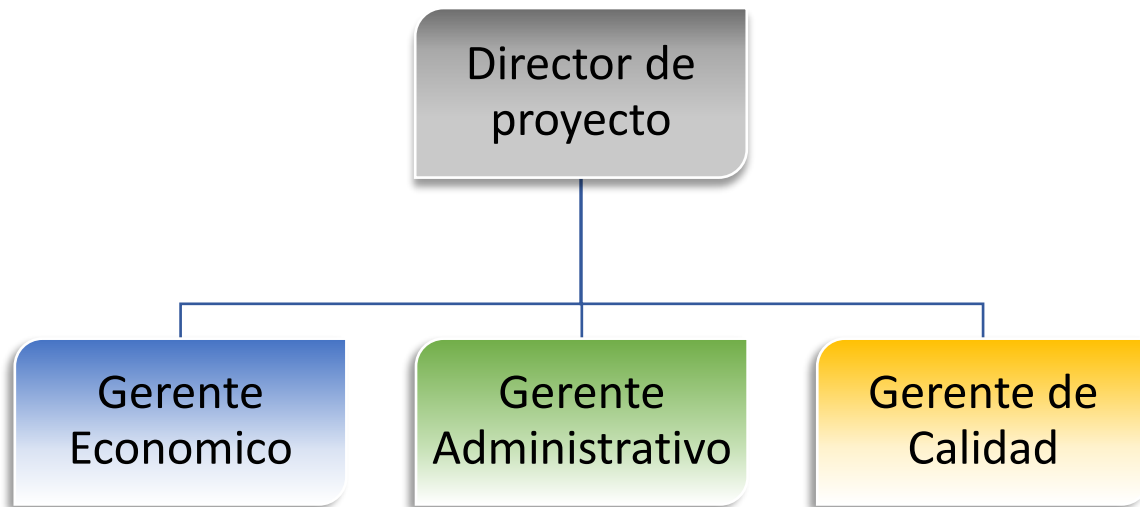 Director de
proyecto
Gerente
Economico
Gerente
Administrativo
Gerente de
Calidad